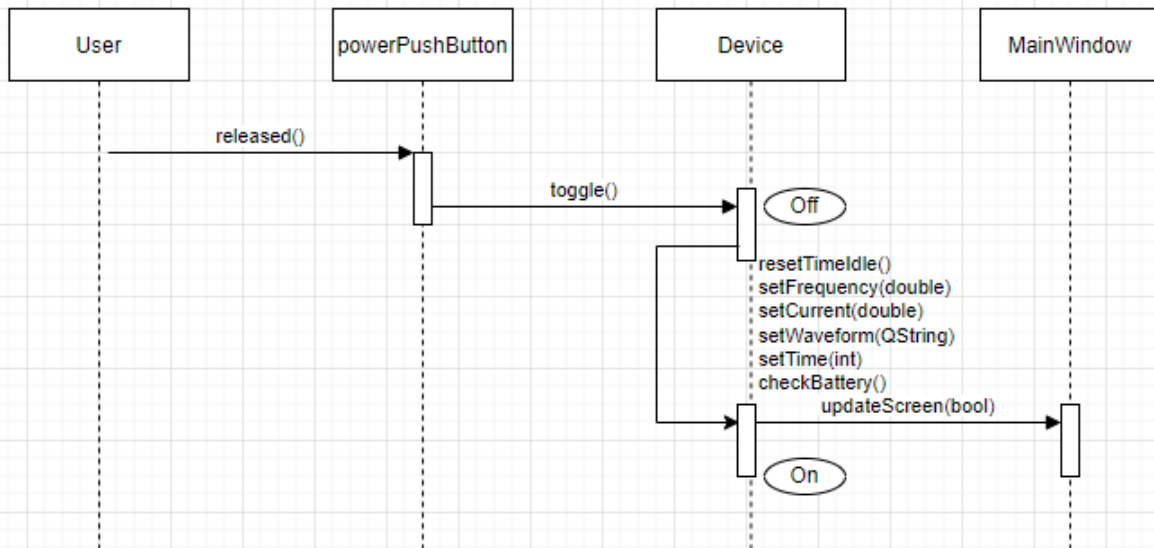 User
powerPushButton
Device
MainWindow
released()
toggle()
Off
resetTimeIdle()
setFrequency(double)
setCurrent(double)
setWaveform(QString)
setTime(int)
checkBattery()
updateScreen(bool)
On